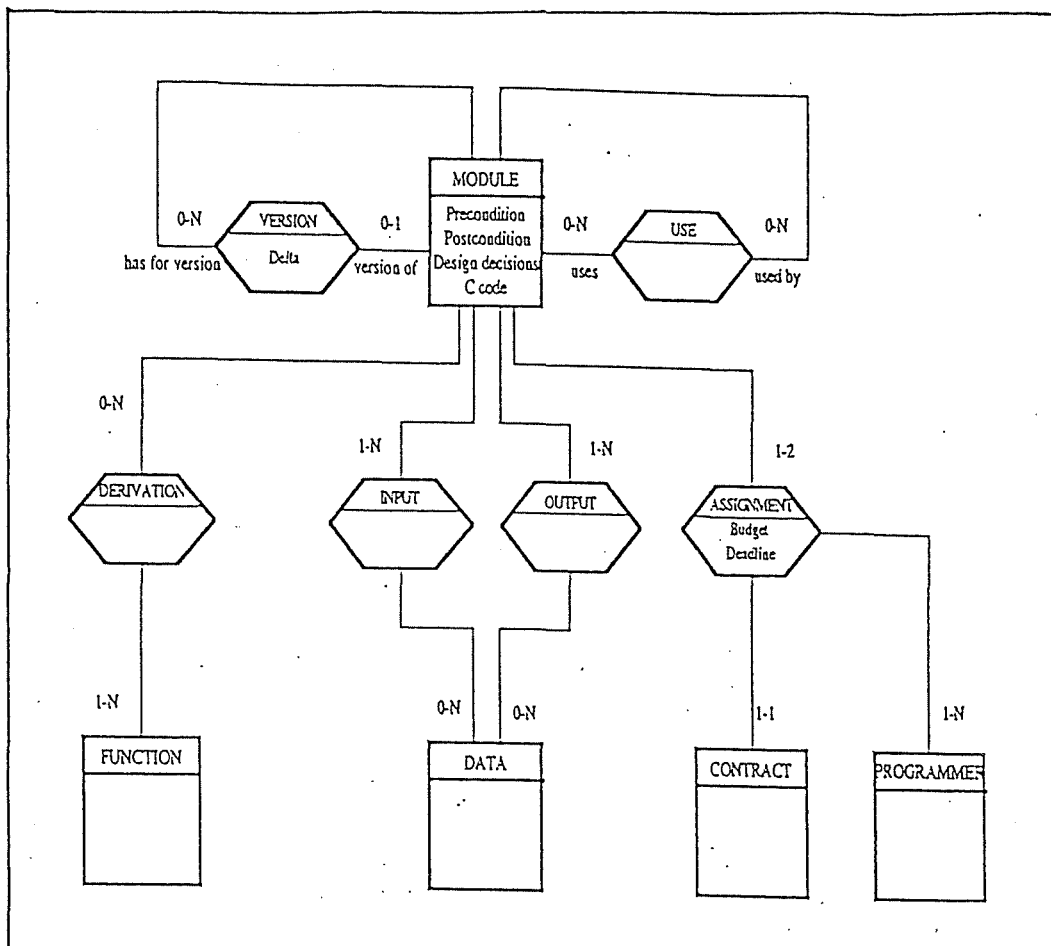 MODULE
Precondition
Postcondition
Design decisions
C code
0-N
VERSION
Delta
0-1
has for version
version of
0-N
USE
0-N
uses
used by
0-N
1-N
1-N
1-2
DERIVATION
INPUT
OUTPUT
ASSIGNMENT
Budget
Deadline
1-N
0-N
0-N
1-1
1-N
FUNCTION
DATA
CONTRACT
PROGRAMMER